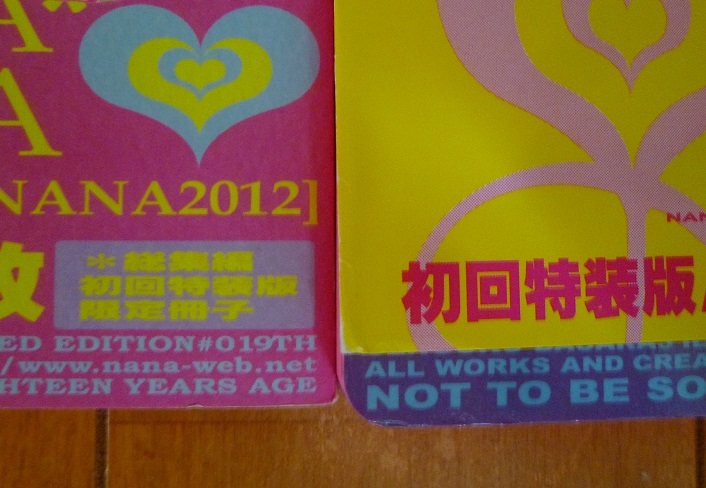 A*
A
NANA2012]
*総集編
初回特装版
限定冊子
ED EDITION#019TH
/www.nana-web.net
HTEEN YEARS AGE
NAN
初回特装版
ALL WORKS AND CREA
NOT TO BE SO